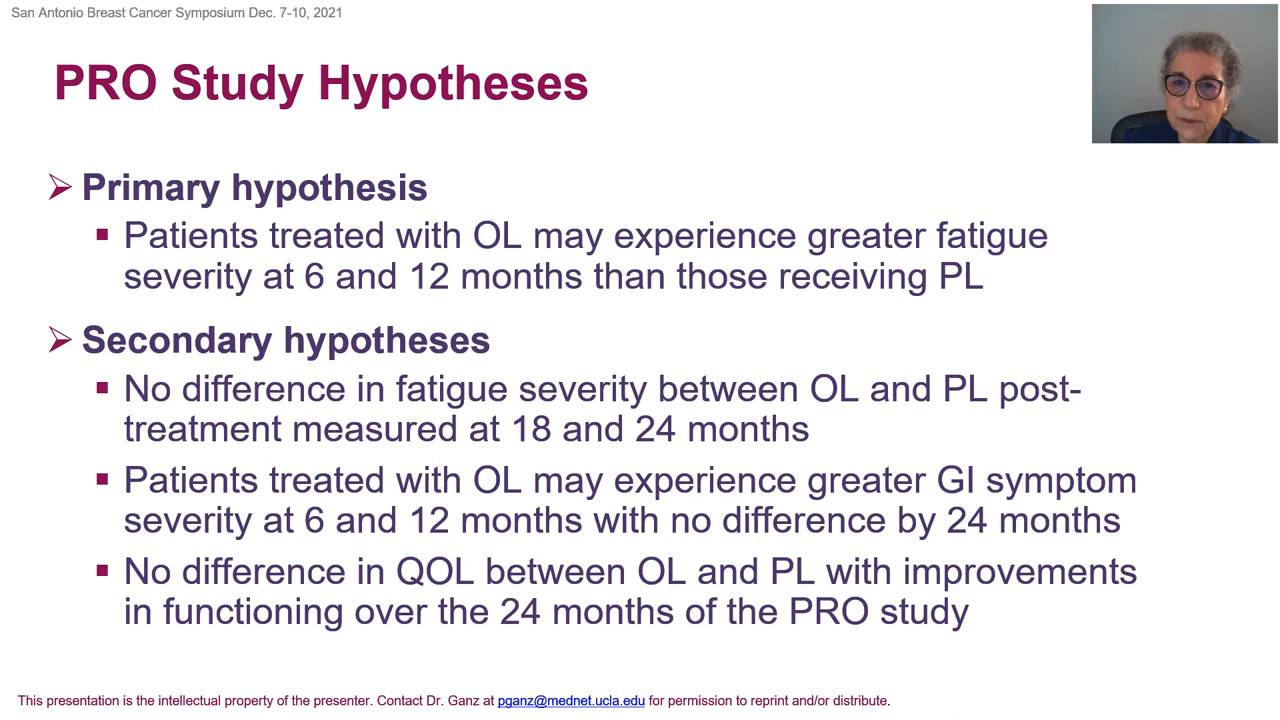 San Antonio Breast Cancer Symposium Dec. 7-10, 2021
PRO Study Hypotheses
Primary hypothesis
Patients treated with OL may experience greater fatigue
severity at 6 and 12 months than those receiving PL
Secondary hypotheses
No difference in fatigue severity between OL and PL post-
treatment measured at 18 and 24 months
Patients treated with OL may experience greater GI symptom
severity at 6 and 12 months with no difference by 24 months
No difference in QOL between OL and PL with improvements
in functioning over the 24 months of the PRO study
This presentation is the intellectual property of the presenter. Contact Dr. Ganz at pganz@mednet.ucla.edu for permission to reprint and/or distribute.